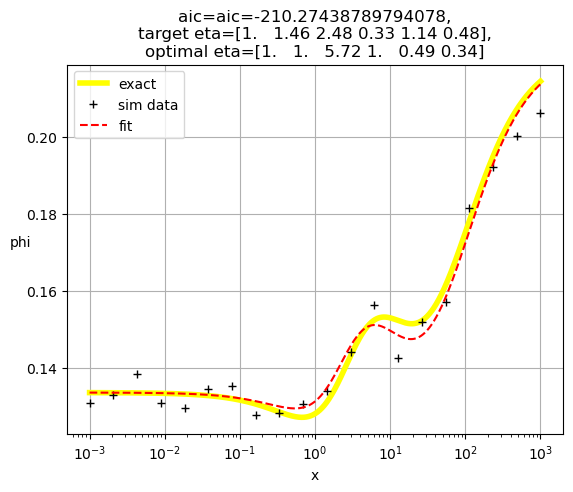 aic=aic=-210.27438789794078,
target eta=[1.   1.46 2.48 0.33 1.14 0.48],
optimal eta=[1.   1.   5.72 1.   0.49 0.34]
exact
sim data
fit
0.20
0.18
phi
0.16
0.14
10⁻³ 10⁻² 10⁻¹ 10⁰ 10¹ 10² 10³
x